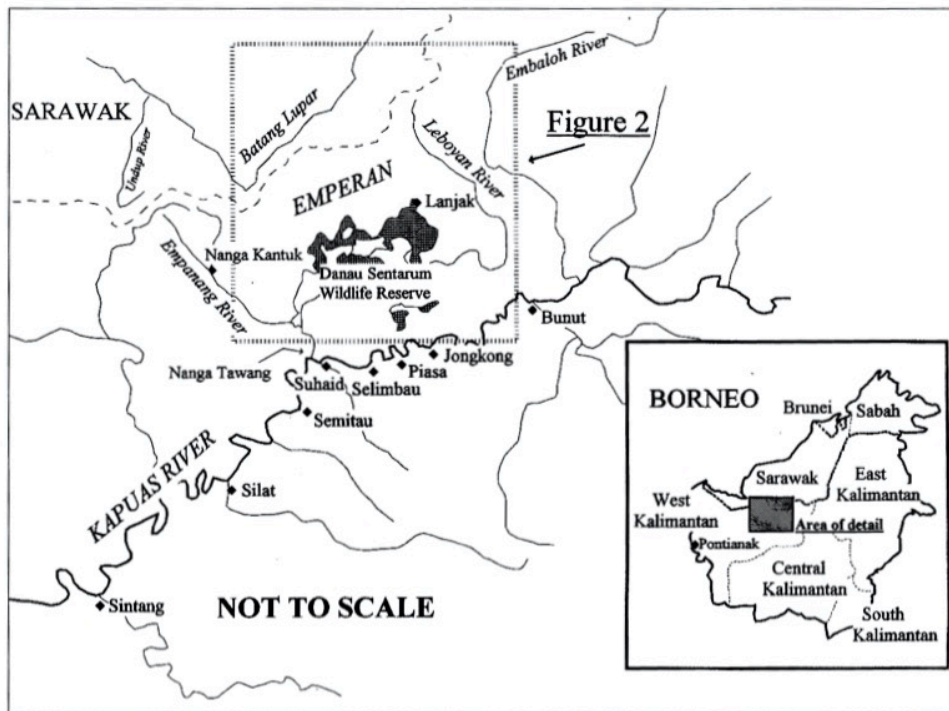 Embaloh River
SARAWAK
Batang Lupar
Figure 2
Undup River
Leboyan River
EMPERAN
Lanjak
Nanga Kantuk
Empanang River
Danau Sentarum
Wildlife Reserve
Bunut
Nanga Tawang
Jongkong
Piasa
Suhaid
Selimbau
Semitau
KAPUAS RIVER
Silat
Sintang
NOT TO SCALE
BORNEO
Brunei
Sabah
Sarawak
East
Kalimantan
West
Kalimantan
Area of detail
Pontianak
Central
Kalimantan
South
Kalimantan